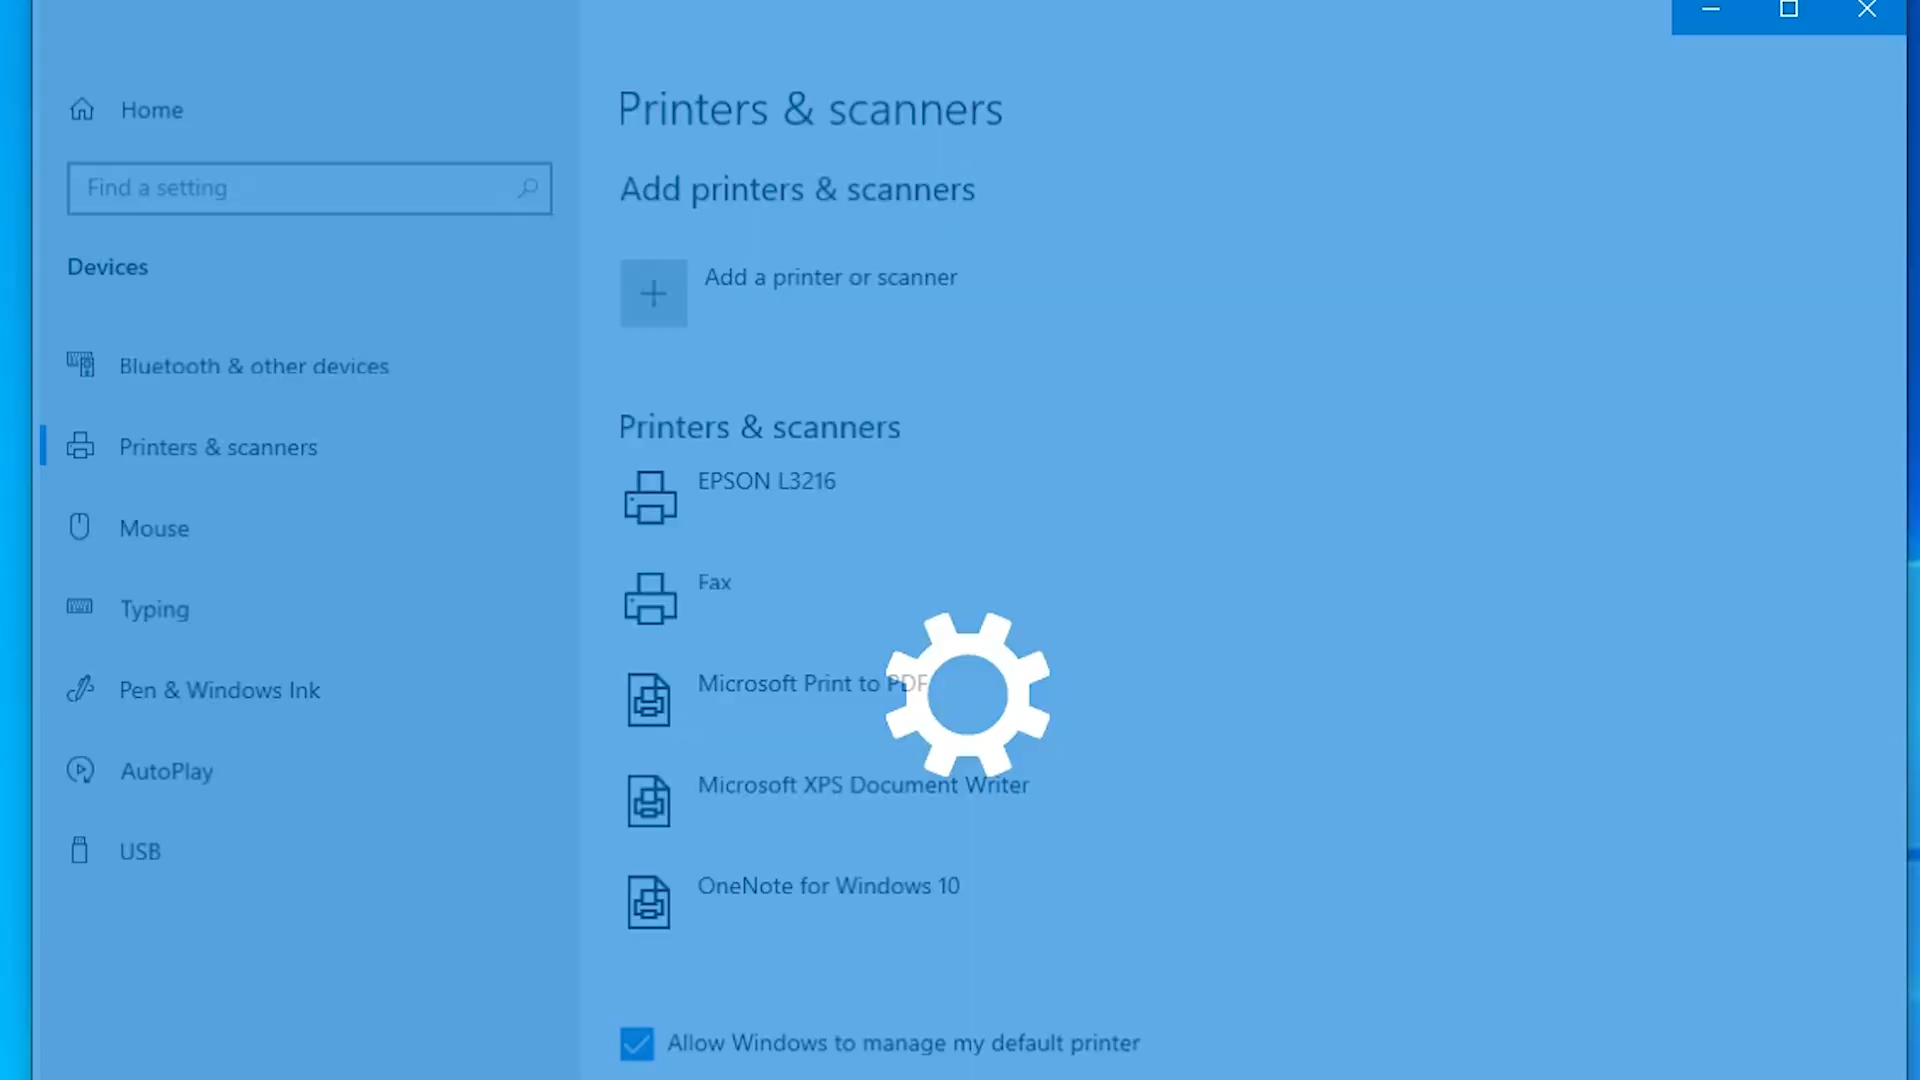 Home
Find a setting
Devices
Bluetooth & other devices
Printers & scanners
Mouse
Typing
Pen & Windows Ink
AutoPlay
USB
Printers & scanners
Add printers & scanners
Add a printer or scanner
Printers & scanners
EPSON L3216
Fax
Microsoft Print to PDF
Microsoft XPS Document Writer
OneNote for Windows 10
Allow Windows to manage my default printer